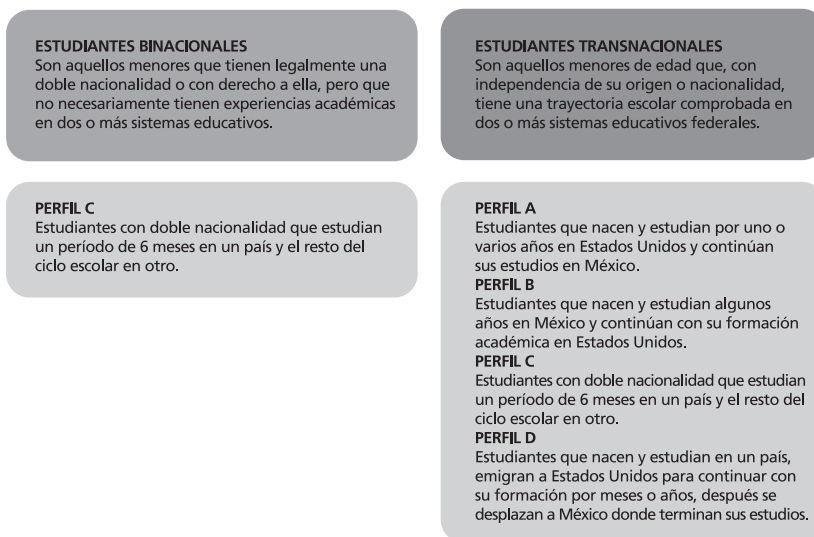 ESTUDIANTES BINACIONALES
Son aquellos menores que tienen legalmente una
doble nacionalidad o con derecho a ella, pero que
no necesariamente tienen experiencias académicas
en dos o más sistemas educativos.
PERFIL C
Estudiantes con doble nacionalidad que estudian
un período de 6 meses en un país y el resto del
ciclo escolar en otro.
ESTUDIANTES TRANSNACIONALES
Son aquellos menores de edad que, con
independencia de su origen o nacionalidad,
tiene una trayectoria escolar comprobada en
dos o más sistemas educativos federales.
PERFIL A
Estudiantes que nacen y estudian por uno o
varios años en Estados Unidos y continúan
sus estudios en México.
PERFIL B
Estudiantes que nacen y estudian algunos
años en México y continúan con su formación
académica en Estados Unidos.
PERFIL C
Estudiantes con doble nacionalidad que estudian
un período de 6 meses en un país y el resto del
ciclo escolar en otro.
PERFIL D
Estudiantes que nacen y estudian en un país,
emigran a Estados Unidos para continuar con
su formación por meses o años, después se
desplazan a México donde terminan sus estudios.